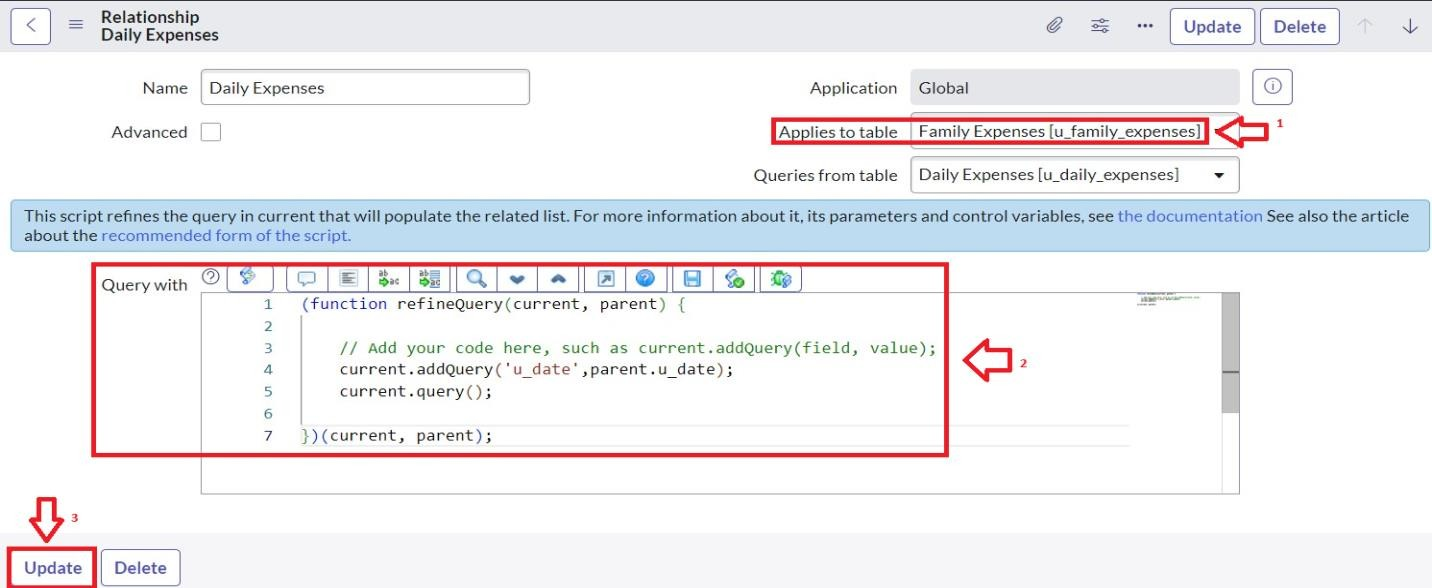 Relationship
Daily Expenses
Update
Delete
Name
Daily Expenses
Application
Global
Advanced
Applies to table
Family Expenses [u_family_expenses]
1
Queries from table
Daily Expenses [u_daily_expenses]
This script refines the query in current that will populate the related list. For more information about it, its parameters and control variables, see the documentation See also the article
about the recommended form of the script.
Query with
1 (function refineQuery(current, parent) {
2
3 // Add your code here, such as current.addQuery(field, value);
4 current.addQuery('u_date',parent.u_date);
5 current.query();
6
7 })(current, parent);
2
3
Update
Delete